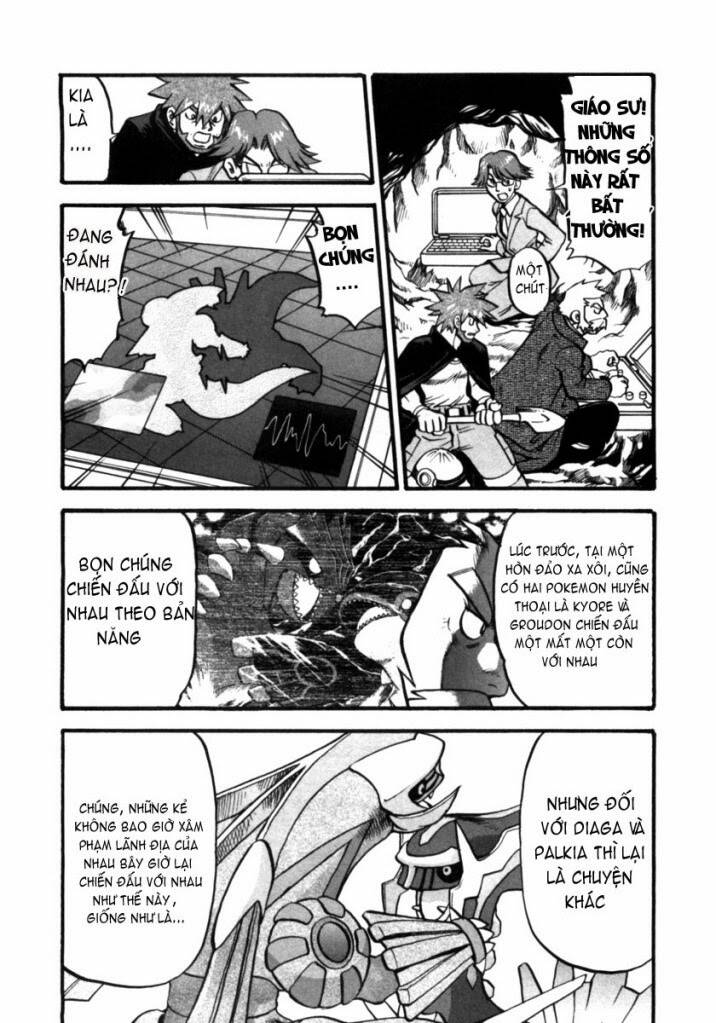 GIÁO SƯ!
NHỮNG
THÔNG SỐ
NÀY RẤT
BẤT
THƯỜNG!
MỘT
CHÚT
KIA
LÀ
....
BỌN
CHÚNG
....
ĐANG
ĐÁNH
NHAU?!
LÚC TRƯỚC, TẠI MỘT
HÒN ĐẢO XA XÔI, CŨNG
CÓ HAI POKEMON HUYỀN
THOẠI LÀ KYORE VÀ
GROUDON CHIẾN ĐẤU
MỘT MẤT MỘT CÒN
VỚI NHAU
BỌN CHÚNG
CHIẾN ĐẤU VỚI
NHAU THEO BẢN
NĂNG
NHƯNG ĐỐI
VỚI DIAGA VÀ
PALKIA THÌ LẠI
LÀ CHUYỆN
KHÁC
CHÚNG, NHỮNG KẺ
KHÔNG BAO GIỜ XÂM
PHẠM LÃNH ĐỊA CỦA
NHAU BÂY GIỜ LẠI
CHIẾN ĐẤU VỚI NHAU
NHƯ THẾ NÀY,
GIỐNG NHƯ LÀ...